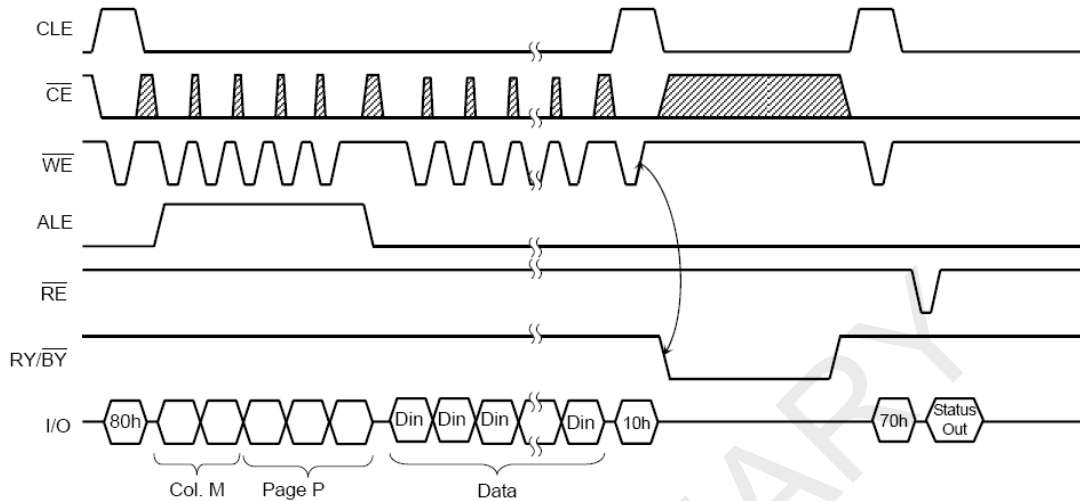 CLE
CE
WE
ALE
RE
RY/BY
I/O
80h
Din Din Din Din
10h
70h
Status
Out
Col. M
Page P
Data